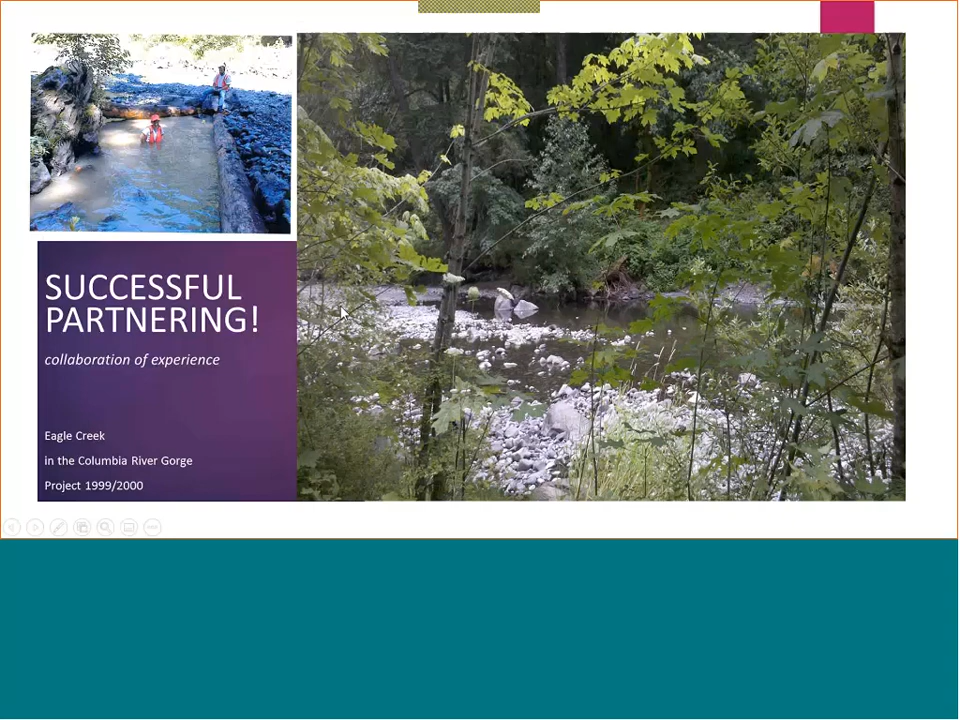 SUCCESSFUL
PARTNERING!
collaboration of experience
Eagle Creek
in the Columbia River Gorge
Project 1999/2000